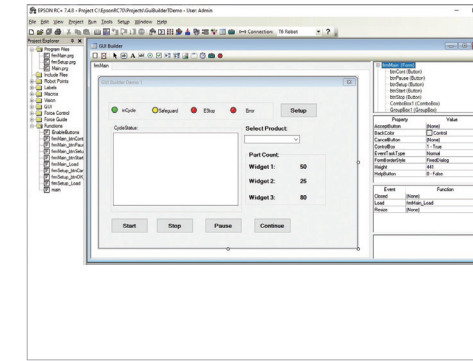 EPSON RC+ 7.4.8 - Project C:\EpsonRC70\Projects\GuiBuilder1Demo - User: Admin
File Edit View Project Run Tools Setup Window Help
Connection: T6 Robot
Project Explorer
Program Files
frmMain.prg
frmSetup.prg
Main.prg
Include Files
Robot Points
Labels
Macros
Vision
GUI
Force Control
Force Guide
Functions
EnableButtons
frmMain_btnCont
frmMain_btnPaus
frmMain_btnSetu
frmMain_btnStart
frmMain_Load
frmSetup_btnCan
frmSetup_btnOK
frmSetup_Load
main
GUI Builder
frmMain
GUI Builder Demo 1
InCycle Safeguard EStop Error Setup
CycleStatus:
Select Product:
Part Count:
Widget 1: 50
Widget 2: 25
Widget 3: 80
Start Stop Pause Continue
frmMain (Form)
btnCont (Button)
btnPause (Button)
btnSetup (Button)
btnStart (Button)
btnStop (Button)
ComboBox1 (ComboBox)
GroupBox1 (GroupBox)
Property Value
AcceptButton [None]
BackColor Control
CancelButton [None]
ControlBox 1 - True
EventTaskType Normal
FormBorderStyle FixedDialog
Height 441
HelpButton 0 - False
Event Function
Closed [None]
Load frmMain_Load
Resize [None]